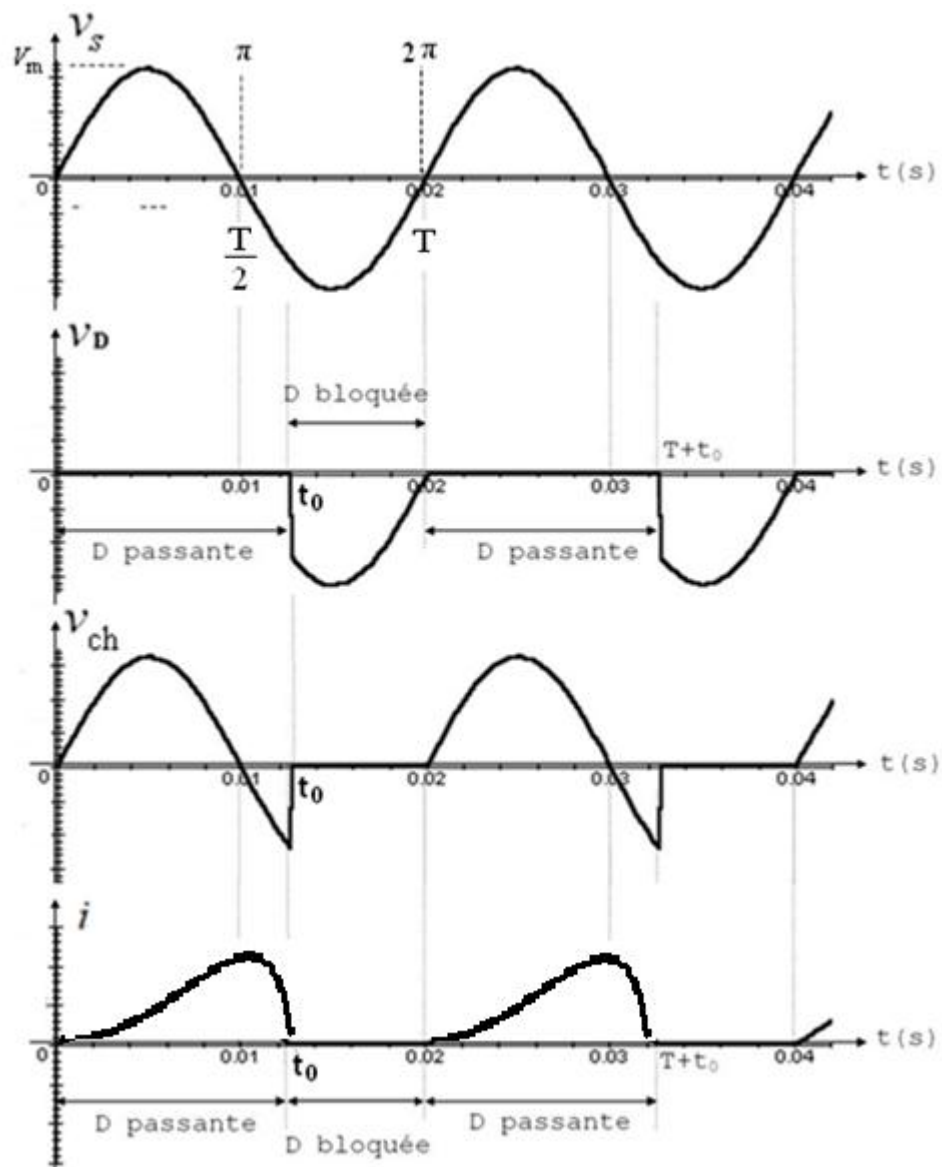 v_s
V_m
π
2π
t(s)
0
0.01
0.02
0.03
0.04
T/2
T
v_D
D bloquée
T+t₀
t(s)
0
0.01
t₀
0.02
0.03
0.04
D passante
D passante
v_ch
t(s)
0
0.01
t₀
0.02
0.03
0.04
i
t(s)
0
0.01
t₀
0.02
0.03
T+t₀
0.04
D passante
D bloquée
D passante